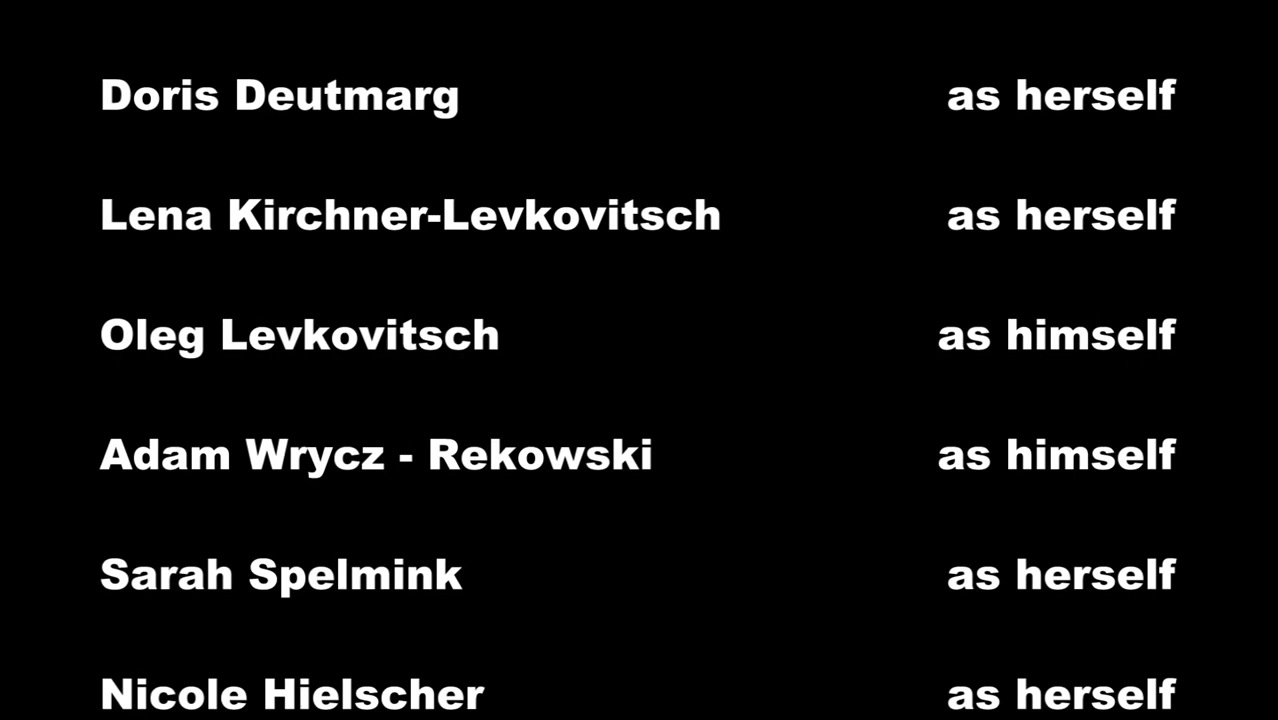 Doris Deutmarg as herself
Lena Kirchner-Levkovitsch as herself
Oleg Levkovitsch as himself
Adam Wrycz - Rekowski as himself
Sarah Spelmink as herself
Nicole Hielscher as herself